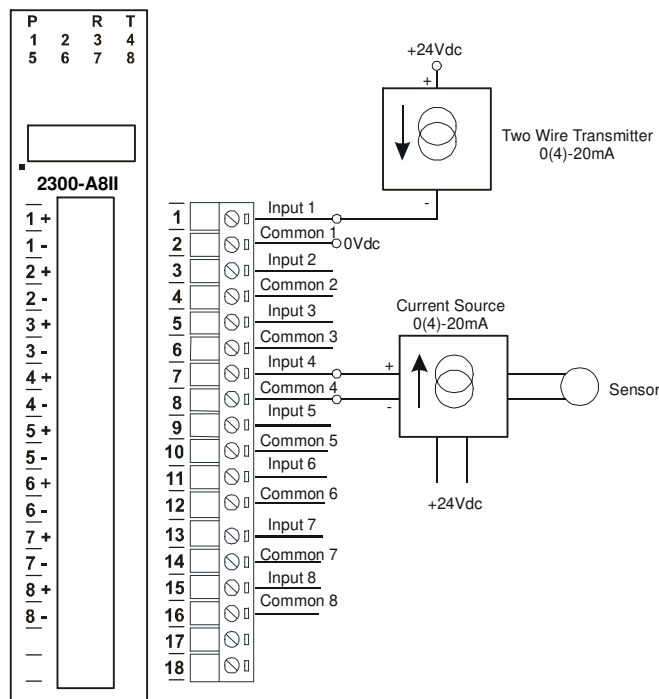 P R T
1 2 3 4
5 6 7 8
2300-A8II
1 +
1 -
2 +
2 -
3 +
3 -
4 +
4 -
5 +
5 -
6 +
6 -
7 +
7 -
8 +
8 -
1 Input 1
2 Common 1
0Vdc
3 Input 2
4 Common 2
5 Input 3
6 Common 3
7 Input 4
8 Common 4
9 Input 5
10 Common 5
11 Input 6
12 Common 6
13 Input 7
14 Common 7
15 Input 8
16 Common 8
17
18
+24Vdc
+
Two Wire Transmitter
0(4)-20mA
-
Current Source
0(4)-20mA
+
-
Sensor
+24Vdc